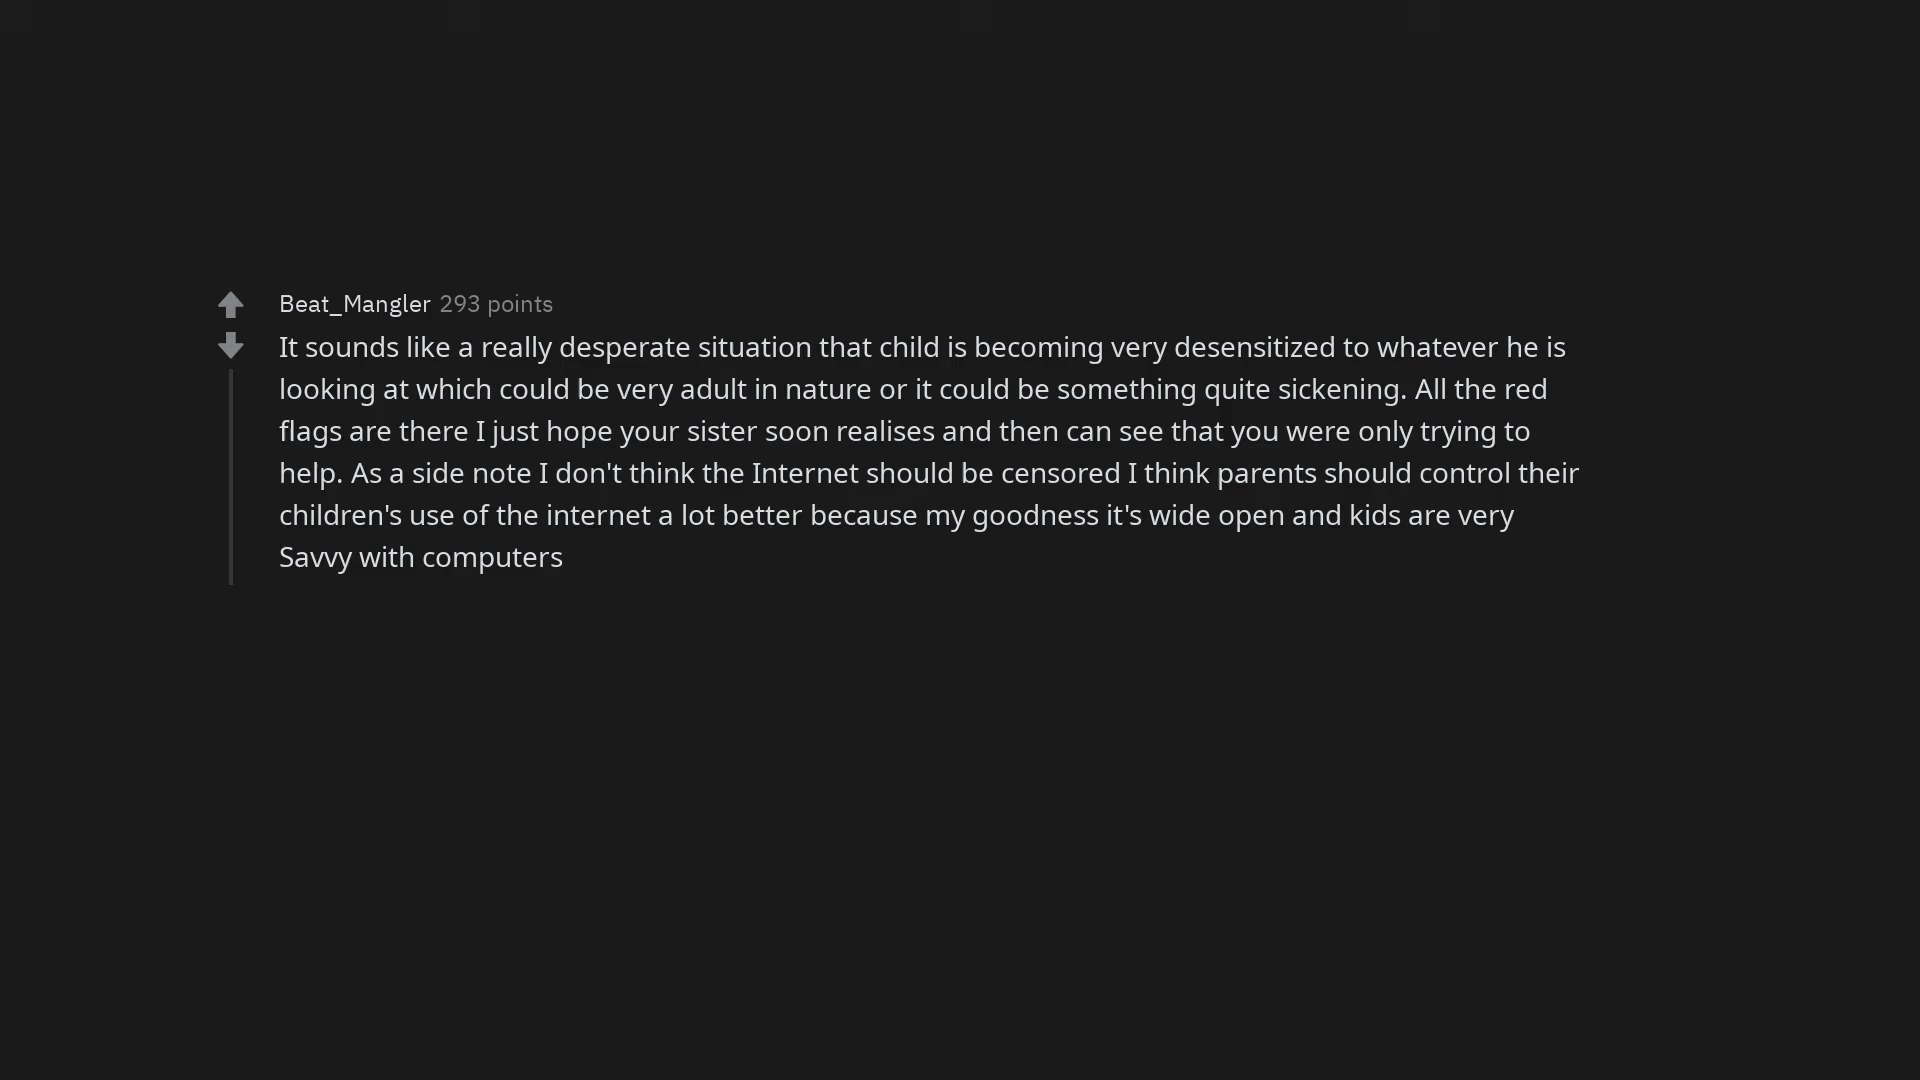 Beat_Mangler 293 points
It sounds like a really desperate situation that child is becoming very desensitized to whatever he is
looking at which could be very adult in nature or it could be something quite sickening. All the red
flags are there I just hope your sister soon realises and then can see that you were only trying to
help. As a side note I don't think the Internet should be censored I think parents should control their
children's use of the internet a lot better because my goodness it's wide open and kids are very
Savvy with computers